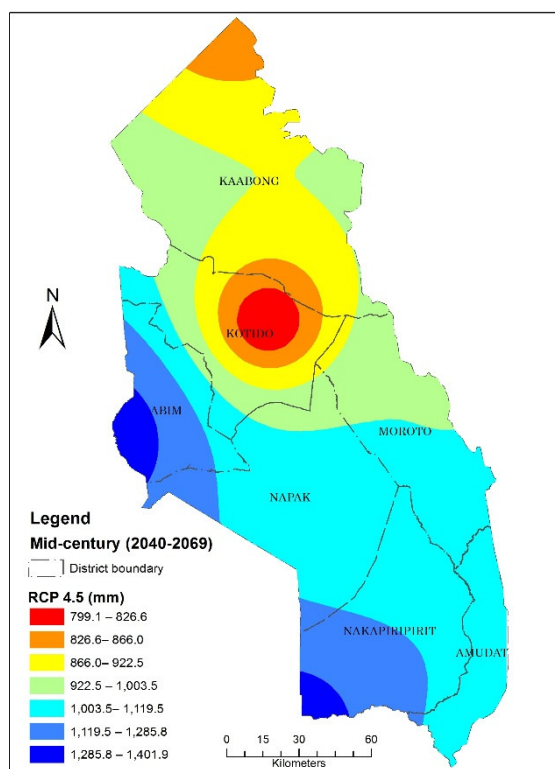 KAABONG
N
KOTIDO
ABIM
MOROTO
NAPAK
NAKAPIRIPIRIT
AMUDAT
Legend
Mid-century (2040-2069)
District boundary
RCP 4.5 (mm)
799.1 – 826.6
826.6 – 866.0
866.0– 922.5
922.5 – 1,003.5
1,003.5– 1,119.5
1,119.5 – 1,285.8
1,285.8 – 1,401.9
0 15 30 60
Kilometers